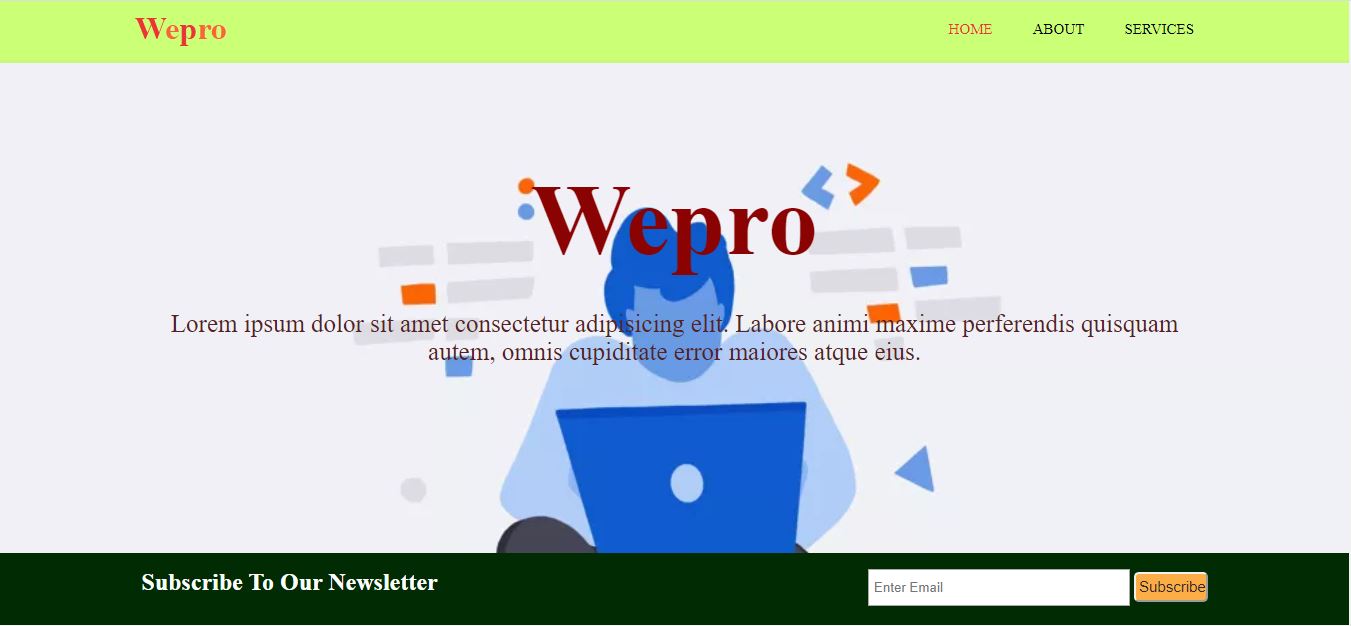 Wepro
HOME ABOUT SERVICES
Wepro
Lorem ipsum dolor sit amet consectetur adipisicing elit. Labore animi maxime perferendis quisquam
autem, omnis cupiditate error maiores atque eius.
Subscribe To Our Newsletter
Enter Email
Subscribe